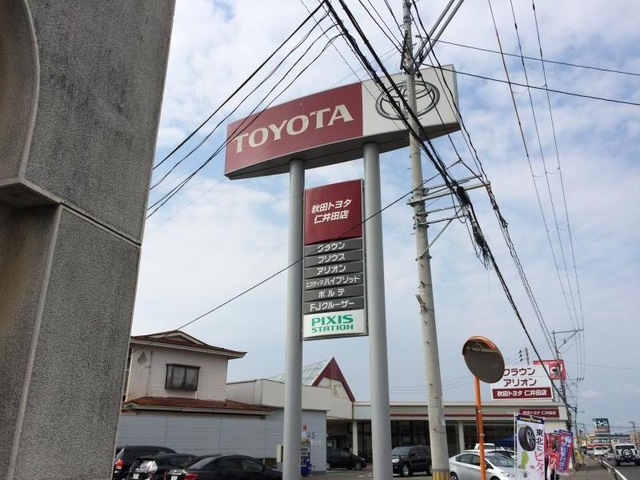 TOYOTA
秋田トヨタ
仁井田店
クラウン
プリウス
アリオン
エスティマハイブリッド
ポルテ
FJクルーザー
PIXIS
STATION
クラウン
アリオン
秋田トヨタ 仁井田店
東北